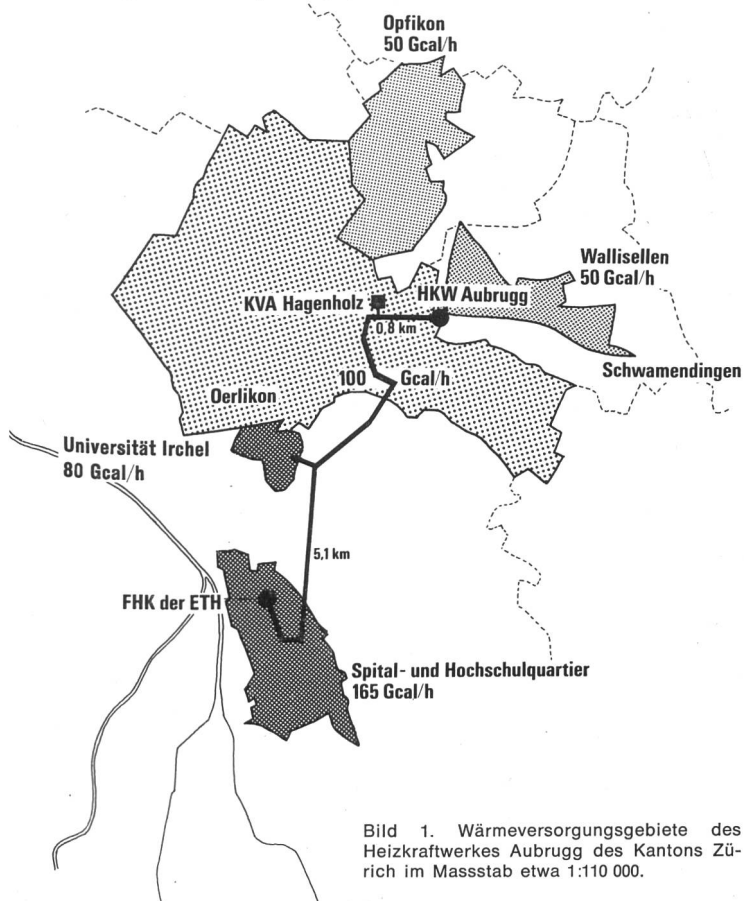 Opfikon
50 Gcal/h
Wallisellen
50 Gcal/h
KVA Hagenholz
HKW Aubrugg
0,8 km
Schwamendingen
100 Gcal/h
Oerlikon
Universität Irchel
80 Gcal/h
5,1 km
FHK der ETH
Spital- und Hochschulquartier
165 Gcal/h
Bild 1. Wärmeversorgungsgebiete des
Heizkraftwerkes Aubrugg des Kantons Zü-
rich im Massstab etwa 1:110 000.